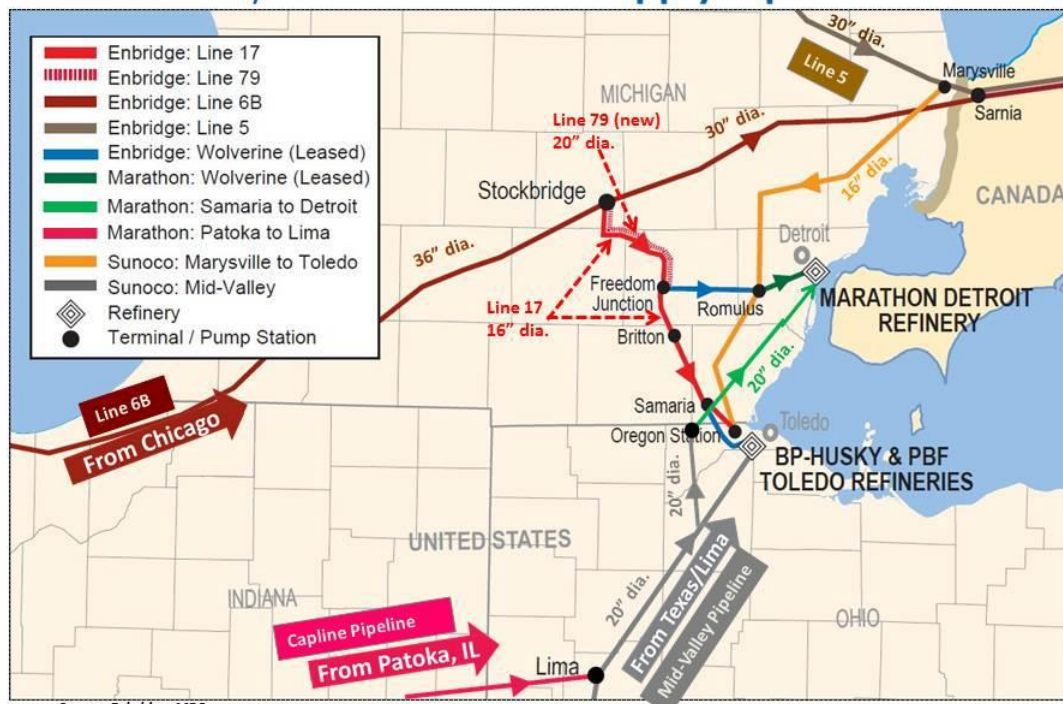 Enbridge: Line 17
Enbridge: Line 79
Enbridge: Line 6B
Enbridge: Line 5
Enbridge: Wolverine (Leased)
Marathon: Wolverine (Leased)
Marathon: Samaria to Detroit
Marathon: Patoka to Lima
Sunoco: Marysville to Toledo
Sunoco: Mid-Valley
Refinery
Terminal / Pump Station
30” dia.
Line 5
Marysville
Sarnia
MICHIGAN
Line 79 (new)
20” dia.
30” dia.
16” dia.
CANADA
Stockbridge
36” dia.
Detroit
Freedom
Junction
Romulus
MARATHON DETROIT
REFINERY
Line 17
16” dia.
Britton
20” dia.
Samaria
Oregon Station
Toledo
BP-HUSKY & PBF
TOLEDO REFINERIES
Line 6B
From Chicago
20” dia.
UNITED STATES
INDIANA
OHIO
20” dia.
From Texas/Lima
Mid-Valley Pipeline
Capline Pipeline
From Patoka, IL
Lima